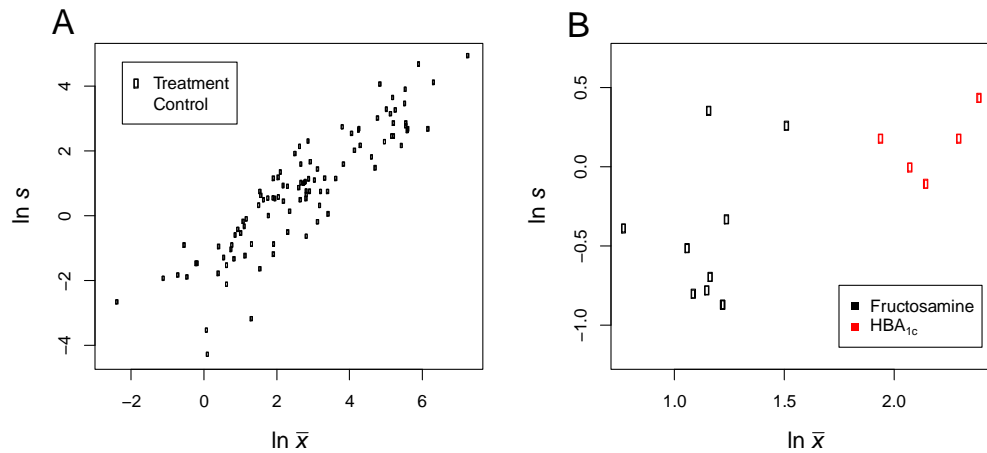 A
Treatment
Control
4
2
0
−2
−4
ln s
−2 0 2 4 6
ln x̅
B
0.5
0.0
−0.5
−1.0
ln s
Fructosamine
HBA₁c
1.0 1.5 2.0
ln x̅